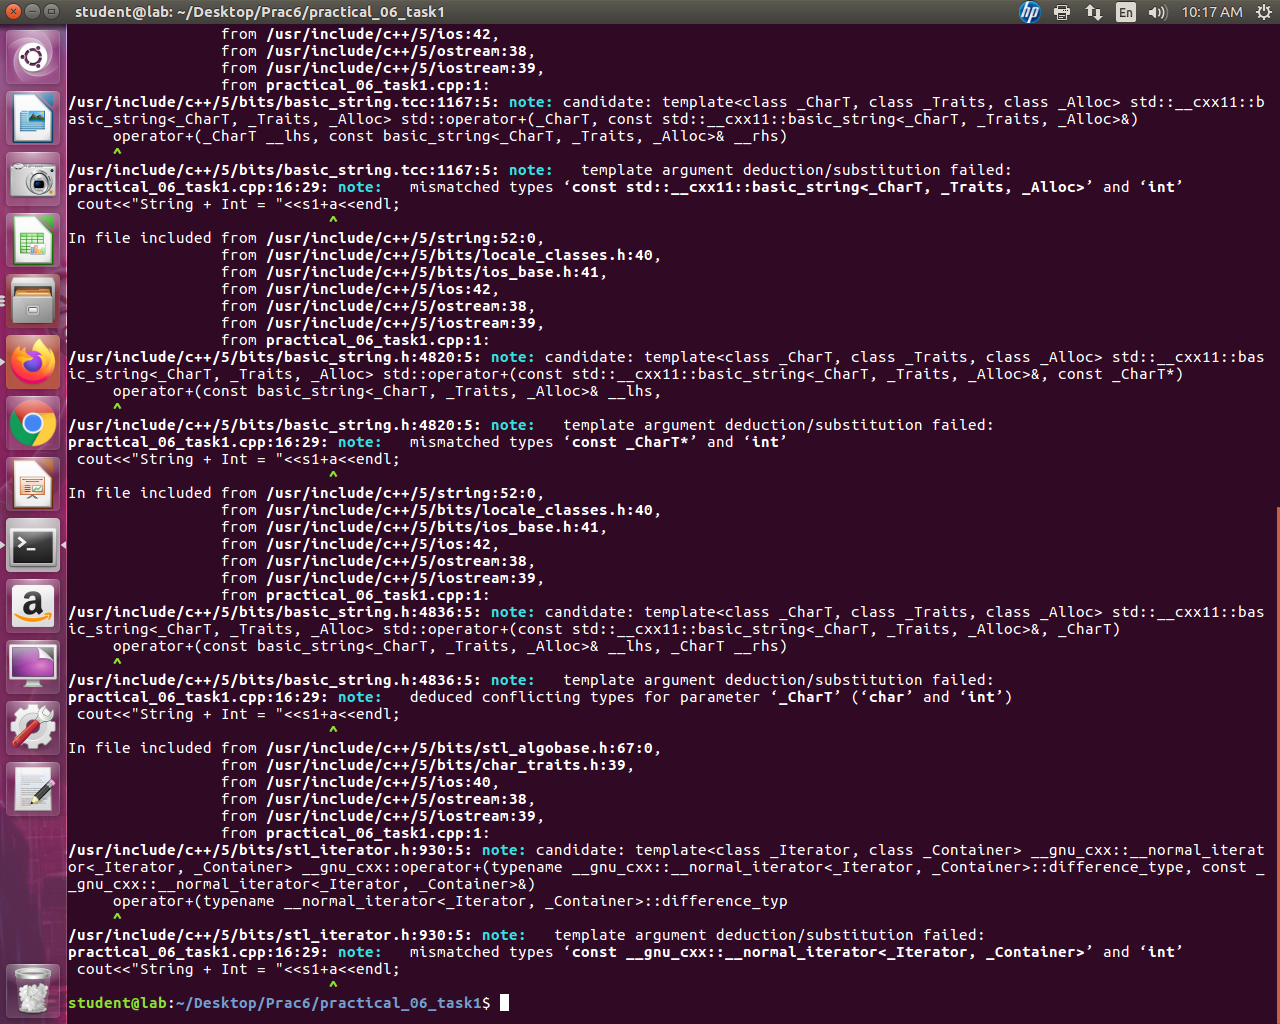 student@lab: ~/Desktop/Prac6/practical_06_task1
En
10:17 AM
from /usr/include/c++/5/ios:42,
from /usr/include/c++/5/ostream:38,
from /usr/include/c++/5/iostream:39,
from practical_06_task1.cpp:1:
/usr/include/c++/5/bits/basic_string.tcc:1167:5: note: candidate: template<class _CharT, class _Traits, class _Alloc> std::__cxx11::b
asic_string<_CharT, _Traits, _Alloc> std::operator+(_CharT, const std::__cxx11::basic_string<_CharT, _Traits, _Alloc>&)
operator+(_CharT __lhs, const basic_string<_CharT, _Traits, _Alloc>& __rhs)
^
/usr/include/c++/5/bits/basic_string.tcc:1167:5: note:   template argument deduction/substitution failed:
practical_06_task1.cpp:16:29: note:   mismatched types ‘const std::__cxx11::basic_string<_CharT, _Traits, _Alloc>’ and ‘int’
cout<<"String + Int = "<<s1+a<<endl;
^
In file included from /usr/include/c++/5/string:52:0,
from /usr/include/c++/5/bits/locale_classes.h:40,
from /usr/include/c++/5/bits/ios_base.h:41,
from /usr/include/c++/5/ios:42,
from /usr/include/c++/5/ostream:38,
from /usr/include/c++/5/iostream:39,
from practical_06_task1.cpp:1:
/usr/include/c++/5/bits/basic_string.h:4820:5: note: candidate: template<class _CharT, class _Traits, class _Alloc> std::__cxx11::bas
ic_string<_CharT, _Traits, _Alloc> std::operator+(const std::__cxx11::basic_string<_CharT, _Traits, _Alloc>&, const _CharT*)
operator+(const basic_string<_CharT, _Traits, _Alloc>& __lhs,
^
/usr/include/c++/5/bits/basic_string.h:4820:5: note:   template argument deduction/substitution failed:
practical_06_task1.cpp:16:29: note:   mismatched types ‘const _CharT*’ and ‘int’
cout<<"String + Int = "<<s1+a<<endl;
^
In file included from /usr/include/c++/5/string:52:0,
from /usr/include/c++/5/bits/locale_classes.h:40,
from /usr/include/c++/5/bits/ios_base.h:41,
from /usr/include/c++/5/ios:42,
from /usr/include/c++/5/ostream:38,
from /usr/include/c++/5/iostream:39,
from practical_06_task1.cpp:1:
/usr/include/c++/5/bits/basic_string.h:4836:5: note: candidate: template<class _CharT, class _Traits, class _Alloc> std::__cxx11::bas
ic_string<_CharT, _Traits, _Alloc> std::operator+(const std::__cxx11::basic_string<_CharT, _Traits, _Alloc>&, _CharT)
operator+(const basic_string<_CharT, _Traits, _Alloc>& __lhs, _CharT __rhs)
^
/usr/include/c++/5/bits/basic_string.h:4836:5: note:   template argument deduction/substitution failed:
practical_06_task1.cpp:16:29: note:   deduced conflicting types for parameter ‘_CharT’ (‘char’ and ‘int’)
cout<<"String + Int = "<<s1+a<<endl;
^
In file included from /usr/include/c++/5/bits/stl_algobase.h:67:0,
from /usr/include/c++/5/bits/char_traits.h:39,
from /usr/include/c++/5/ios:40,
from /usr/include/c++/5/ostream:38,
from /usr/include/c++/5/iostream:39,
from practical_06_task1.cpp:1:
/usr/include/c++/5/bits/stl_iterator.h:930:5: note: candidate: template<class _Iterator, class _Container> __gnu_cxx::__normal_iterat
or<_Iterator, _Container> __gnu_cxx::operator+(typename __gnu_cxx::__normal_iterator<_Iterator, _Container>::difference_type, const _
_gnu_cxx::__normal_iterator<_Iterator, _Container>&)
operator+(typename __normal_iterator<_Iterator, _Container>::difference_typ
^
/usr/include/c++/5/bits/stl_iterator.h:930:5: note:   template argument deduction/substitution failed:
practical_06_task1.cpp:16:29: note:   mismatched types ‘const __gnu_cxx::__normal_iterator<_Iterator, _Container>’ and ‘int’
cout<<"String + Int = "<<s1+a<<endl;
^
student@lab:~/Desktop/Prac6/practical_06_task1$